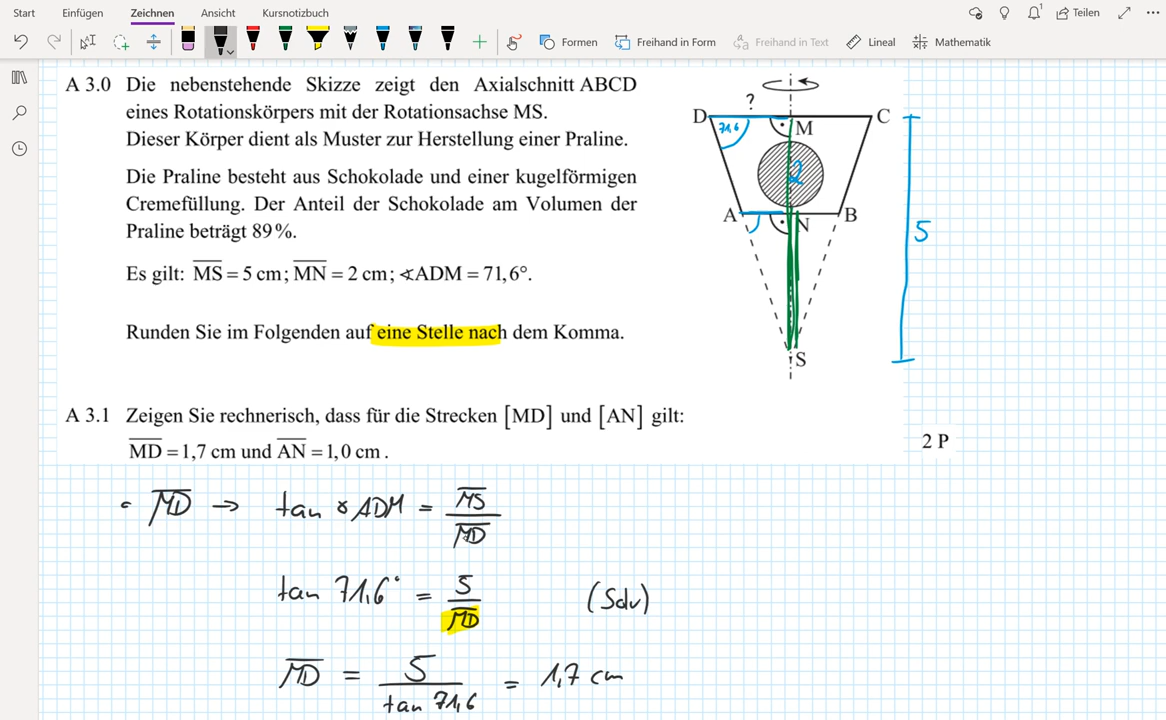 Start Einfügen Zeichnen Ansicht Kursnotizbuch 1 Teilen
Formen Freihand in Form Freihand in Text Lineal Mathematik
A 3.0 Die nebenstehende Skizze zeigt den Axialschnitt ABCD
eines Rotationskörpers mit der Rotationsachse MS.
Dieser Körper dient als Muster zur Herstellung einer Praline.
Die Praline besteht aus Schokolade und einer kugelförmigen
Cremefüllung. Der Anteil der Schokolade am Volumen der
Praline beträgt 89%.
Es gilt: MS = 5 cm; MN = 2 cm; ∢ADM = 71,6°.
Runden Sie im Folgenden auf eine Stelle nach dem Komma.
?
D M C
71,6
2
A N B
5
S
A 3.1 Zeigen Sie rechnerisch, dass für die Strecken [MD] und [AN] gilt:
MD = 1,7 cm und AN = 1,0 cm.
2 P
MD → tan ∢ ADM = MS / MD
tan 71,6° = 5 / MD (Solv)
MD = 5 / tan 71,6 = 1,7 cm